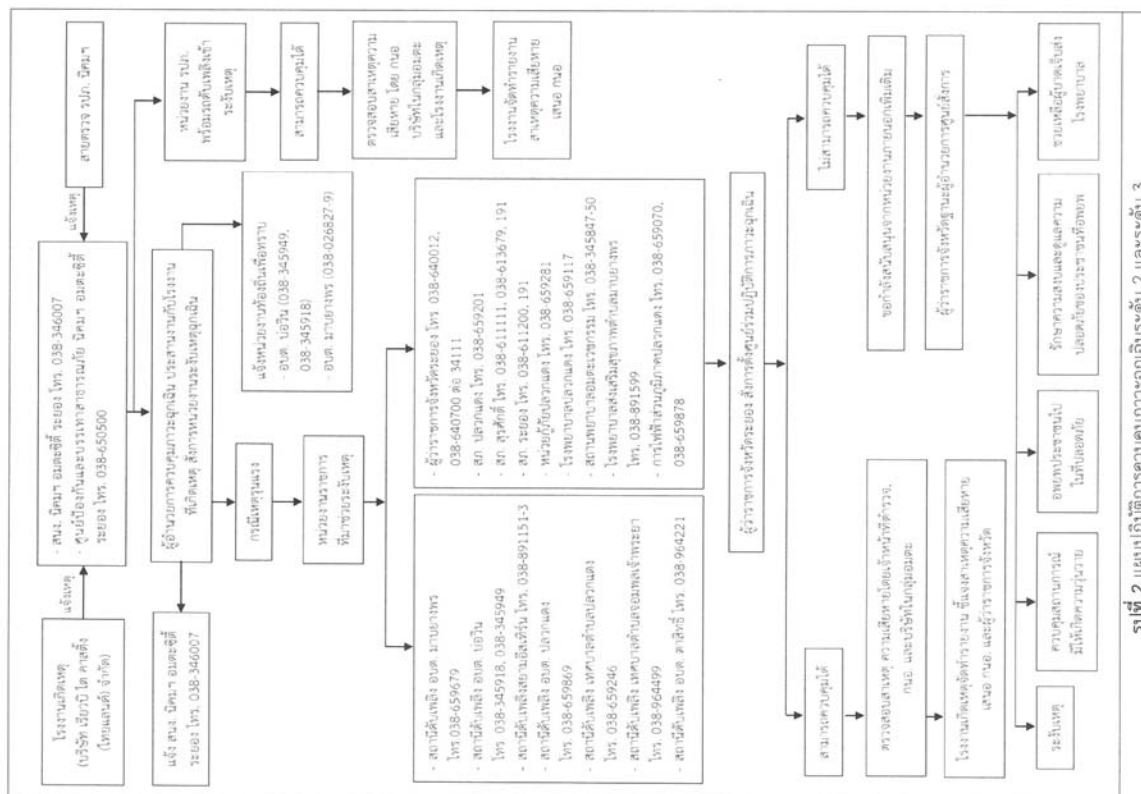 โรงงานเกิดเหตุ
(บริษัท เรียวบิ ได คาสติ้ง
(ไทยแลนด์) จำกัด)
แจ้งเหตุ
- สนง. นิคมฯ อมตะซิตี้ ระยอง โทร. 038-346007
- ศูนย์ป้องกันและบรรเทาสาธารณภัย นิคมฯ อมตะซิตี้
ระยอง โทร. 038-650500
แจ้งเหตุ
สายตรวจ รปภ. นิคมฯ
แจ้ง สนง. นิคมฯ อมตะซิตี้
ระยอง โทร. 038-346007
ผู้อำนวยการควบคุมภาวะฉุกเฉิน ประสานงานกับโรงงาน
ที่เกิดเหตุ สั่งการหน่วยงานระงับเหตุฉุกเฉิน
หน่วยงาน รปภ.
พร้อมรถดับเพลิงเข้า
ระงับเหตุ
สามารถควบคุมได้
ตรวจสอบสาเหตุความ
เสียหาย โดย กนอ
บริษัทในกลุ่มอมตะ
และโรงงานเกิดเหตุ
โรงงานจัดทำรายงาน
สาเหตุความเสียหาย
เสนอ กนอ
กรณีเหตุรุนแรง
แจ้งหน่วยงานท้องถิ่นเพื่อทราบ
- อบต. บ่อวิน (038-345949,
038-345918)
- อบต. มาบยางพร (038-026827-9)
หน่วยงานราชการ
ที่มาช่วยระงับเหตุ
- สถานีดับเพลิง อบต. มาบยางพร
โทร 038-659679
- สถานีดับเพลิง อบต. บ่อวิน
โทร 038-345918, 038-345949
- สถานีดับเพลิงสยามอีสเทิร์น โทร. 038-891151-3
- สถานีดับเพลิง อบต. ปลวกแดง
โทร. 038-659869
- สถานีดับเพลิง เทศบาลตำบลปลวกแดง
โทร. 038-659246
- สถานีดับเพลิง เทศบาลตำบลจอมพลเจ้าพระยา
โทร. 038-964499
- สถานีดับเพลิง อบต. ตาสิทธิ์ โทร. 038-964221
- ผู้ว่าราชการจังหวัดระยอง โทร 038-640012,
038-640700 ต่อ 34111
- สภ ปลวกแดง โทร. 038-659201
- สภ. สุรศักดิ์ โทร. 038-611111, 038-613679, 191
- สภ. ระยอง โทร. 038-611200, 191
- หน่วยกู้ภัยปลวกแดง โทร. 038-659281
- โรงพยาบาลปลวกแดง โทร. 038-659117
- สถานพยาบาลอมตะเวชกรรม โทร. 038-345847-50
- โรงพยาบาลส่งเสริมสุขภาพตำบลมาบยางพร
โทร. 038-891599
- การไฟฟ้าส่วนภูมิภาคปลวกแดง โทร. 038-659070,
038-659878
ผู้ว่าราชการจังหวัดระยอง สั่งการตั้งศูนย์ร่วมปฏิบัติการภาวะฉุกเฉิน
สามารถควบคุมได้
ไม่สามารถควบคุมได้
ตรวจสอบสาเหตุ ความเสียหายโดยเจ้าหน้าที่ตำรวจ,
กนอ. และบริษัทในกลุ่มอมตะ
ขอกำลังสนับสนุนจากหน่วยงานภายนอกเพิ่มเติม
โรงงานเกิดเหตุจัดทำรายงาน ชี้แจงสาเหตุความเสียหาย
เสนอ กนอ. และผู้ว่าราชการจังหวัด
ผู้ว่าราชการจังหวัดฐานะผู้อำนวยการศูนย์สั่งการ
ระงับเหตุ
ควบคุมสถานการณ์
มิให้เกิดความวุ่นวาย
อพยพประชาชนไป
ในที่ปลอดภัย
รักษาความสงบและดูแลความ
ปลอดภัยของประชาชนที่อพยพ
ช่วยเหลือผู้บาดเจ็บส่ง
โรงพยาบาล
รูปที่ 2 แผนปฏิบัติการควบคุมภาวะฉุกเฉินระดับ 2 และระดับ 3